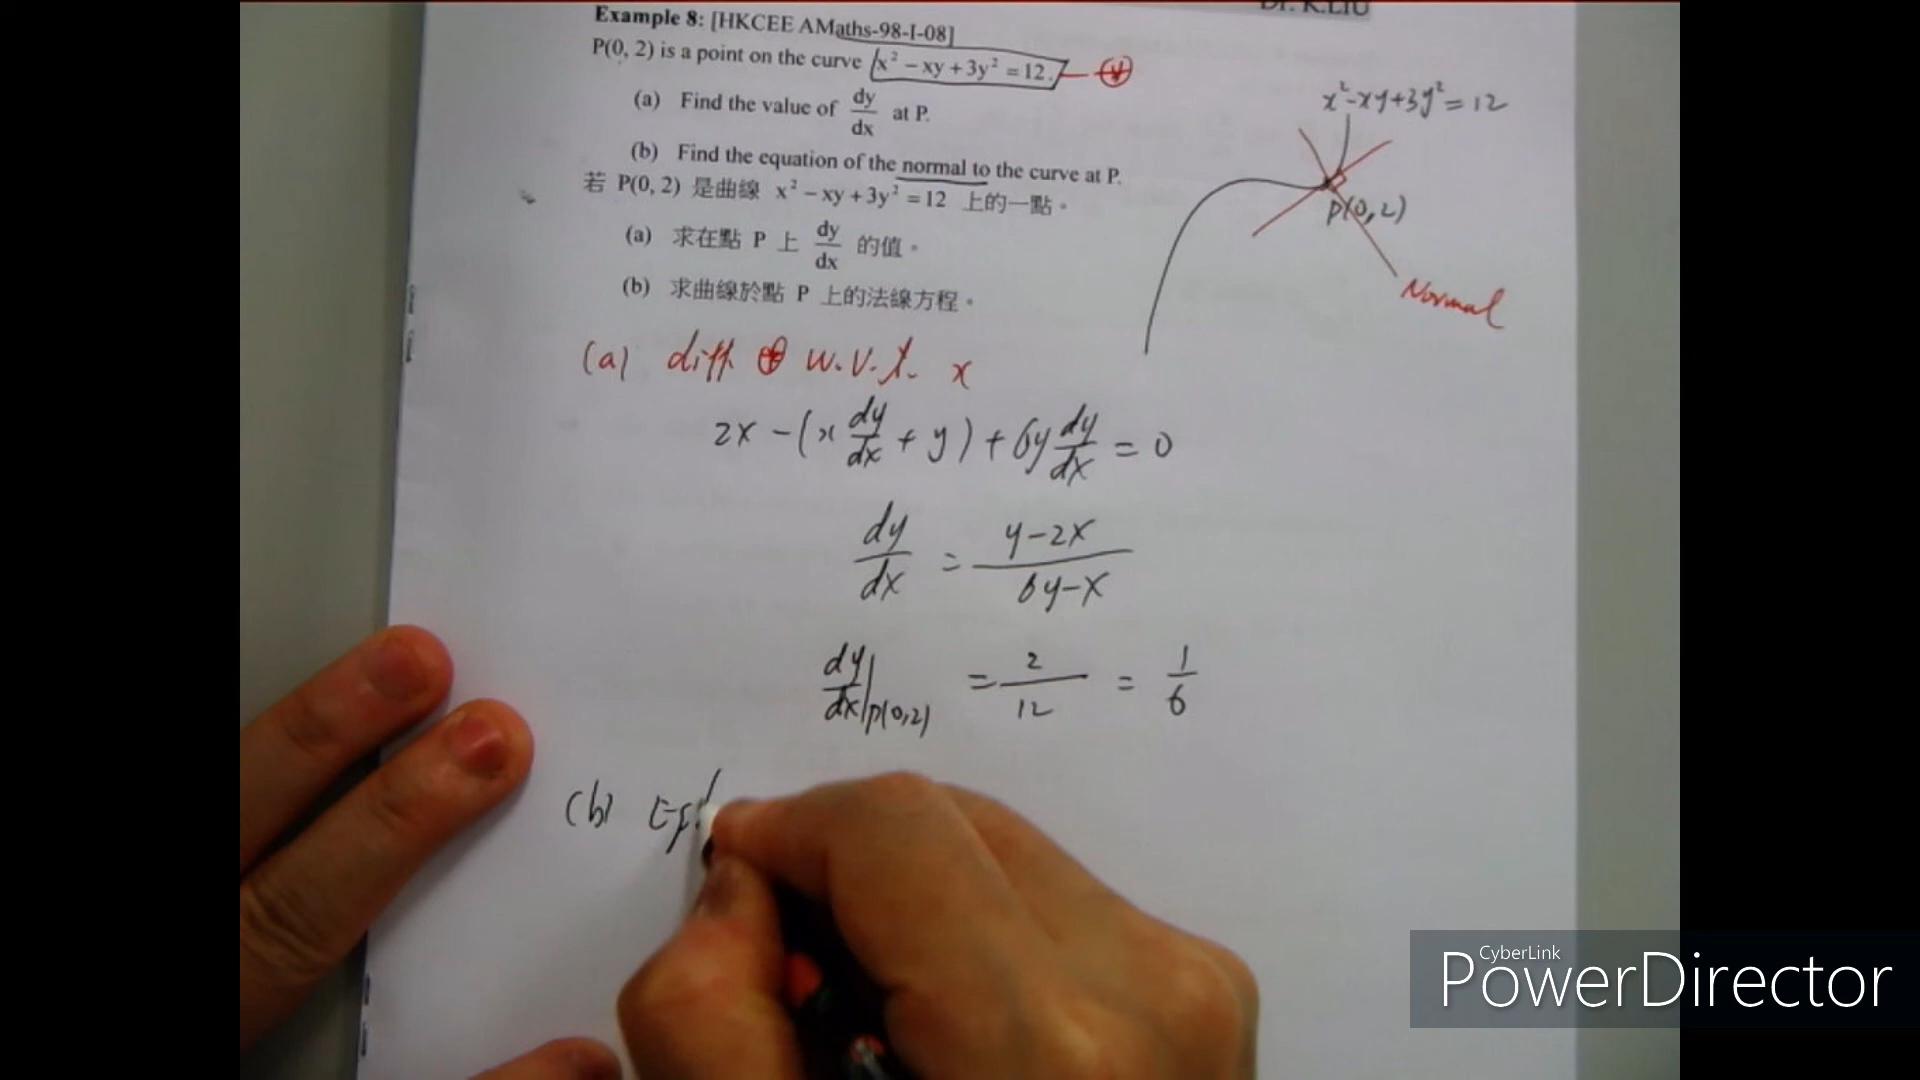 Dr. K.LIU
Example 8: [HKCEE AMaths-98-I-08]
P(0, 2) is a point on the curve x² − xy + 3y² = 12.
(a) Find the value of dy/dx at P.
(b) Find the equation of the normal to the curve at P.
若 P(0, 2) 是曲線 x² − xy + 3y² = 12 上的一點。
(a) 求在點 P 上 dy/dx 的值。
(b) 求曲線於點 P 上的法線方程。
x²-xy+3y² = 12
P(0,2)
Normal
(a) diff. w.r.t. x
2x - (x dy/dx + y) + 6y dy/dx = 0
dy/dx = y-2x / 6y-x
dy/dx | P(0,2) = 2/12 = 1/6
(b)
CyberLink
PowerDirector